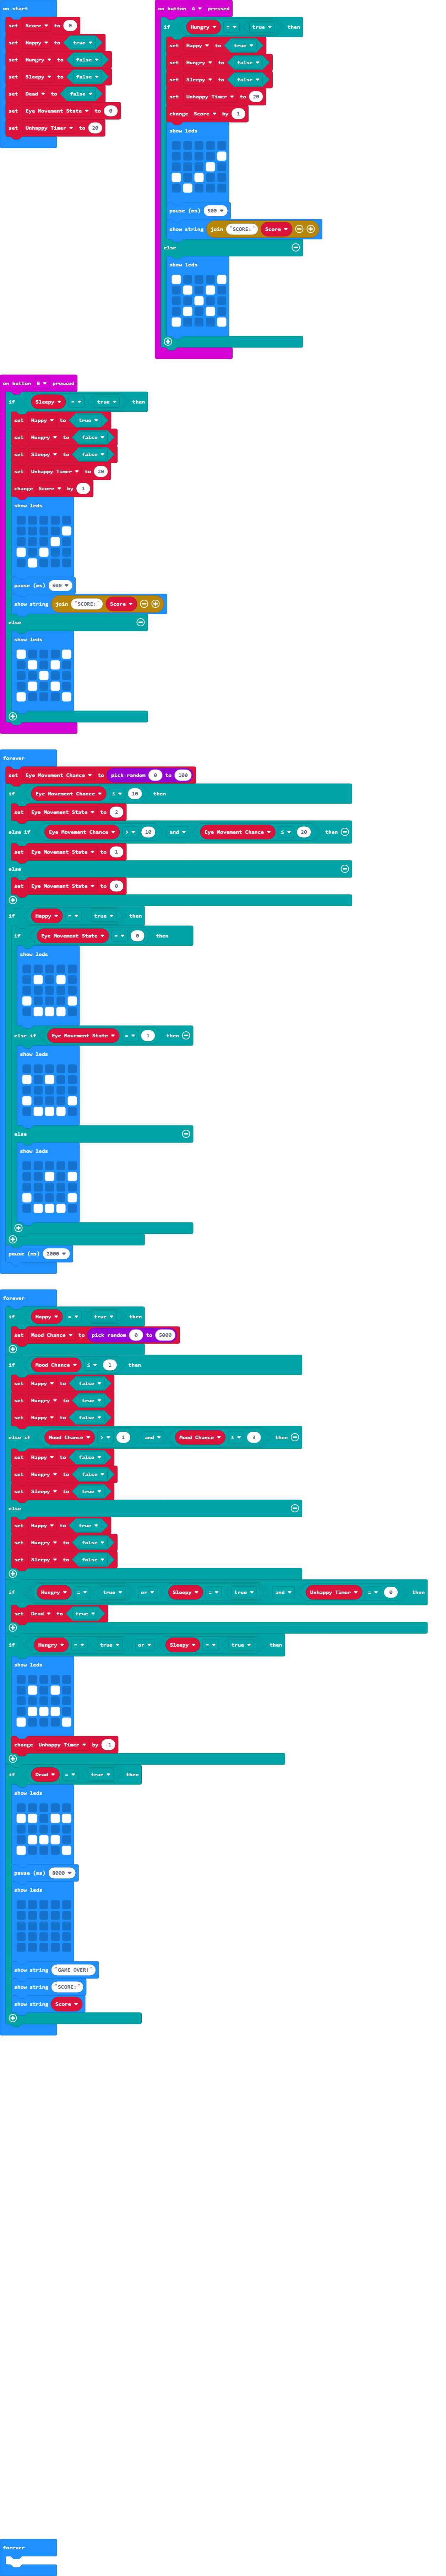 on start
set Score to 0
set Happy to true
set Hungry to false
set Sleepy to false
set Dead to false
set Eye Movement State to 0
set Unhappy Timer to 20
on button A pressed
if Hungry = true then
set Happy to true
set Hungry to false
set Sleepy to false
set Unhappy Timer to 20
change Score by 1
show leds
pause (ms) 500
show string join "SCORE:" Score
else
show leds
on button B pressed
if Sleepy = true then
set Happy to true
set Hungry to false
set Sleepy to false
set Unhappy Timer to 20
change Score by 1
show leds
pause (ms) 500
show string join "SCORE:" Score
else
show leds
forever
set Eye Movement Chance to pick random 0 to 100
if Eye Movement Chance 10 then
set Eye Movement State to 2
else if Eye Movement Chance > 10 and Eye Movement Chance 20 then
set Eye Movement State to 1
else
set Eye Movement State to 0
if Happy = true then
if Eye Movement State = 0 then
show leds
else if Eye Movement State = 1 then
show leds
else
show leds
pause (ms) 2000
forever
if Happy = true then
set Mood Chance to pick random 0 to 5000
if Mood Chance 1 then
set Happy to false
set Hungry to true
set Happy to false
else if Mood Chance > 1 and Mood Chance 3 then
set Happy to false
set Hungry to false
set Sleepy to true
else
set Happy to true
set Hungry to false
set Sleepy to false
if Hungry = true or Sleepy = true and Unhappy Timer = 0 then
set Dead to true
if Hungry = true or Sleepy = true then
show leds
change Unhappy Timer by -1
if Dead = true then
show leds
pause (ms) 8000
show leds
show string "GAME OVER!"
show string "SCORE:"
show string Score
forever